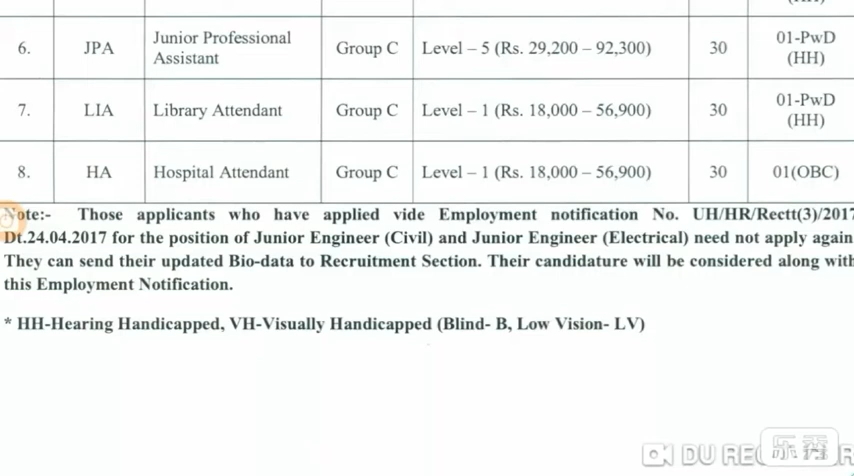 (HH)
6. JPA Junior Professional Assistant Group C Level – 5 (Rs. 29,200 – 92,300) 30 01-PwD (HH)
7. LIA Library Attendant Group C Level – 1 (Rs. 18,000 – 56,900) 30 01-PwD (HH)
8. HA Hospital Attendant Group C Level – 1 (Rs. 18,000 – 56,900) 30 01(OBC)
Note:- Those applicants who have applied vide Employment notification No. UH/HR/Rectt(3)/2017
Dt.24.04.2017 for the position of Junior Engineer (Civil) and Junior Engineer (Electrical) need not apply again
They can send their updated Bio-data to Recruitment Section. Their candidature will be considered along with
this Employment Notification.
* HH-Hearing Handicapped, VH-Visually Handicapped (Blind- B, Low Vision- LV)
DU
乐秀